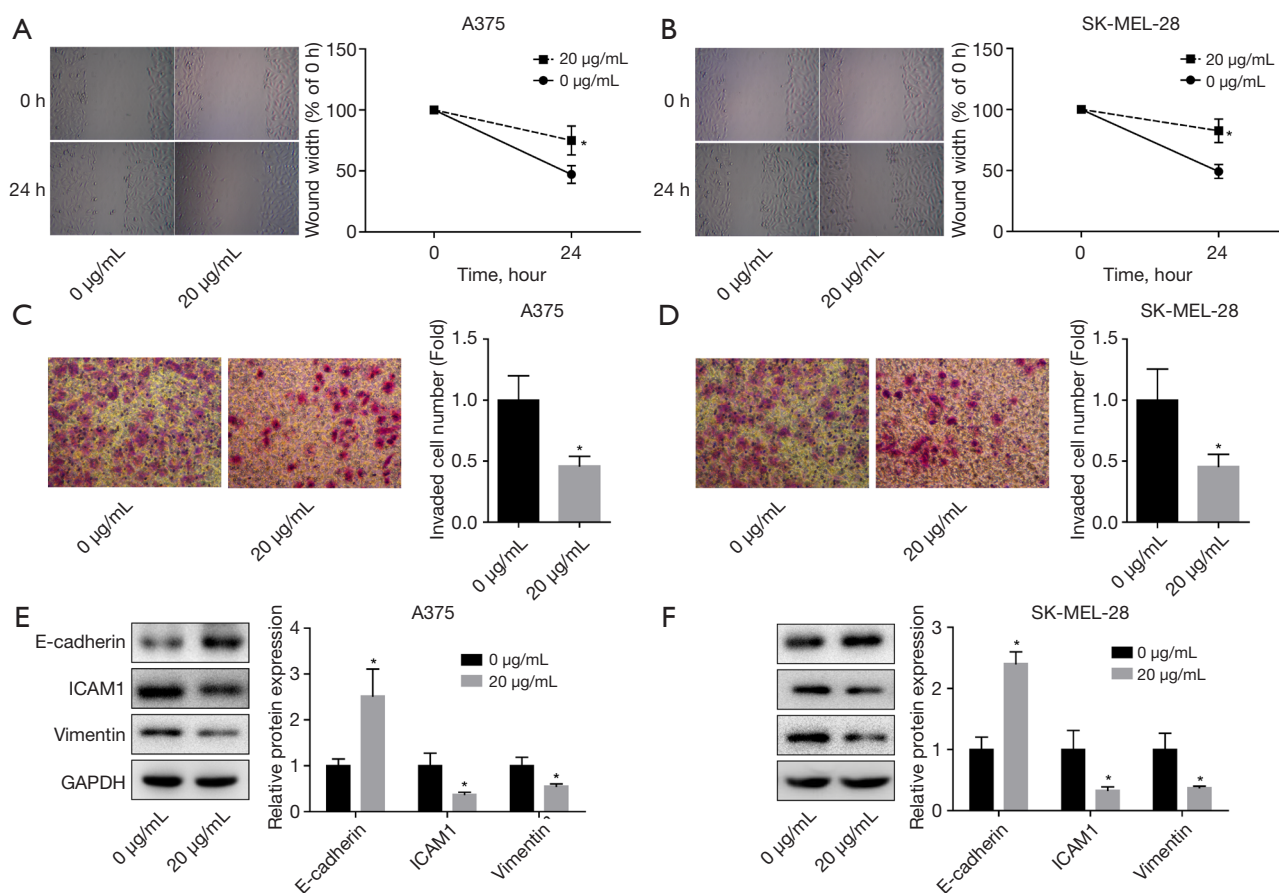 A
A375
0 h
24 h
0 μg/mL
20 μg/mL
Wound width (% of 0 h)
150
100
50
0
20 μg/mL
0 μg/mL
*
0
24
Time, hour
B
SK-MEL-28
0 h
24 h
0 μg/mL
20 μg/mL
Wound width (% of 0 h)
150
100
50
0
20 μg/mL
0 μg/mL
*
0
24
Time, hour
C
A375
0 μg/mL
20 μg/mL
Invaded cell number (Fold)
1.5
1.0
0.5
0.0
*
0 μg/mL
20 μg/mL
D
SK-MEL-28
0 μg/mL
20 μg/mL
Invaded cell number (Fold)
1.5
1.0
0.5
0.0
*
0 μg/mL
20 μg/mL
E
A375
E-cadherin
ICAM1
Vimentin
GAPDH
0 μg/mL
20 μg/mL
Relative protein expression
4
3
2
1
0
0 μg/mL
20 μg/mL
*
*
*
E-cadherin
ICAM1
Vimentin
F
SK-MEL-28
0 μg/mL
20 μg/mL
Relative protein expression
3
2
1
0
0 μg/mL
20 μg/mL
*
*
*
E-cadherin
ICAM1
Vimentin